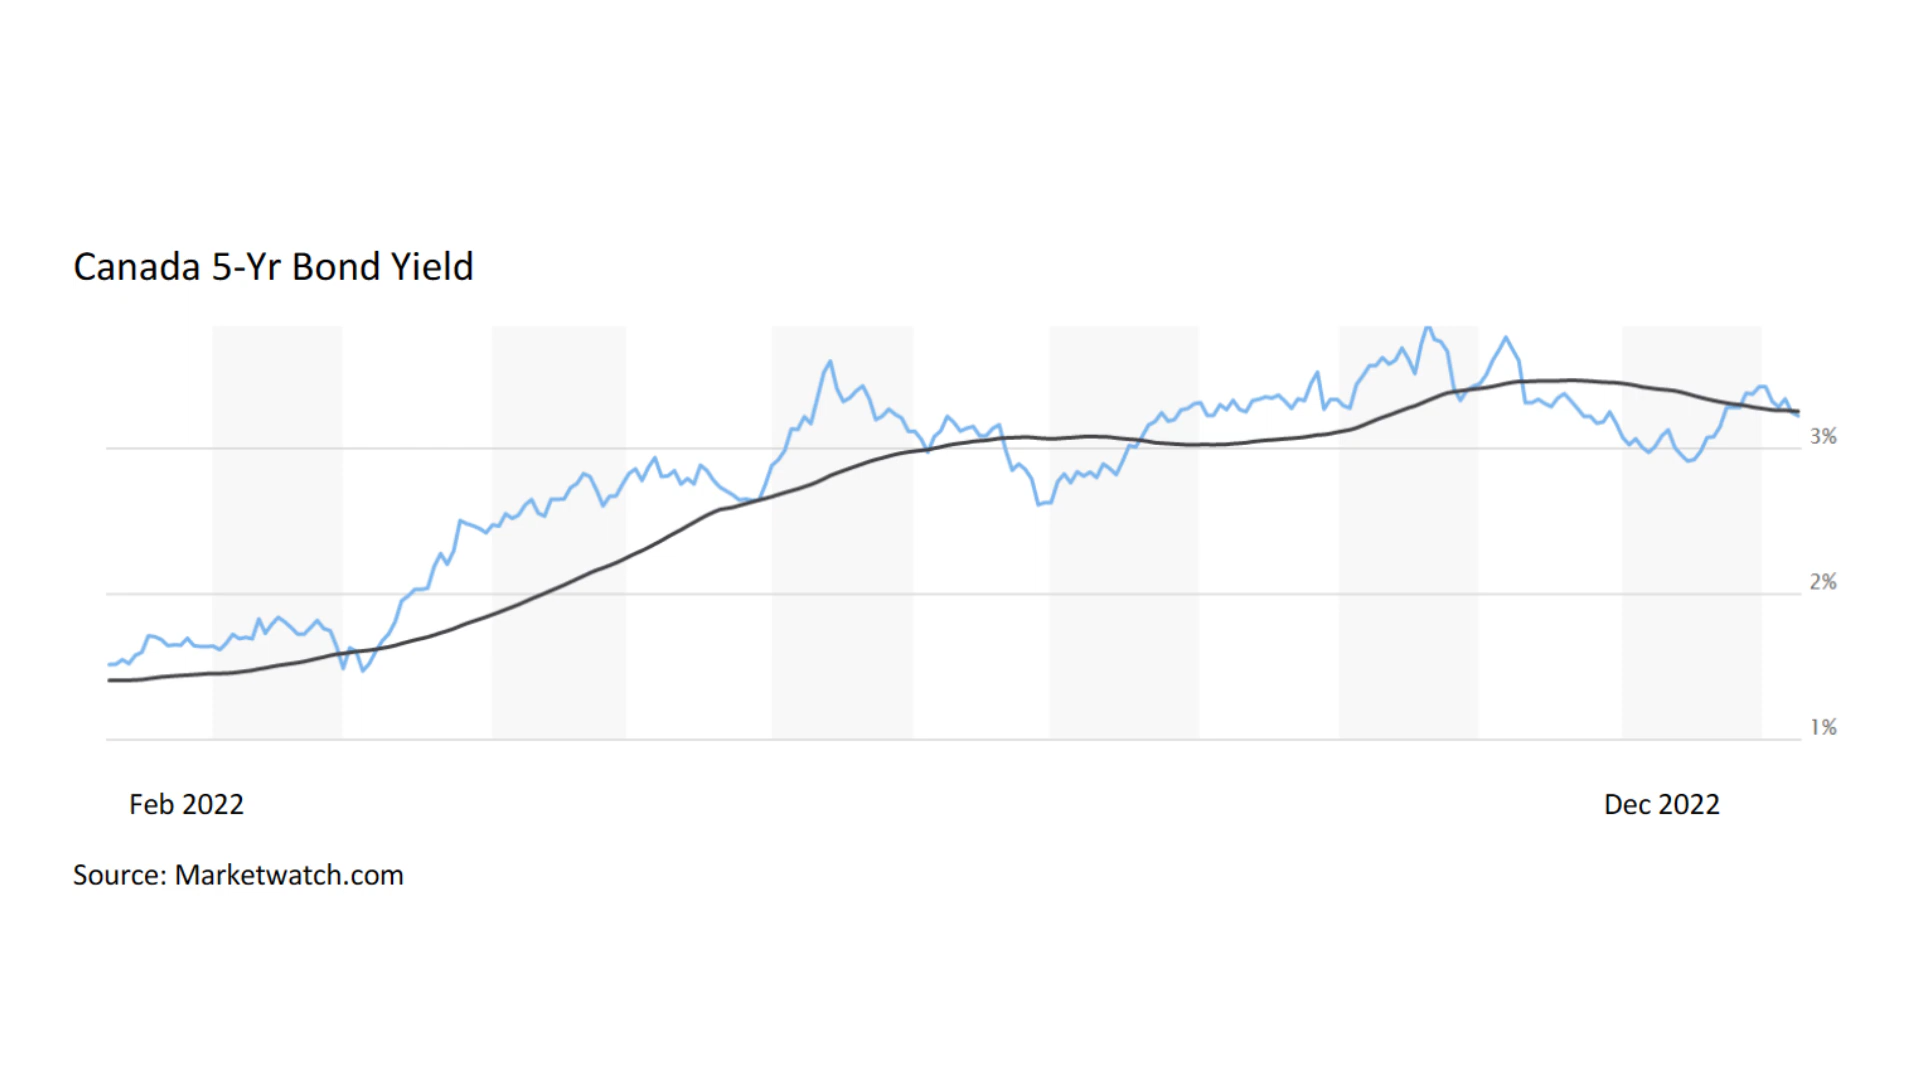 Canada 5-Yr Bond Yield
3%
2%
1%
Feb 2022
Dec 2022
Source: Marketwatch.com